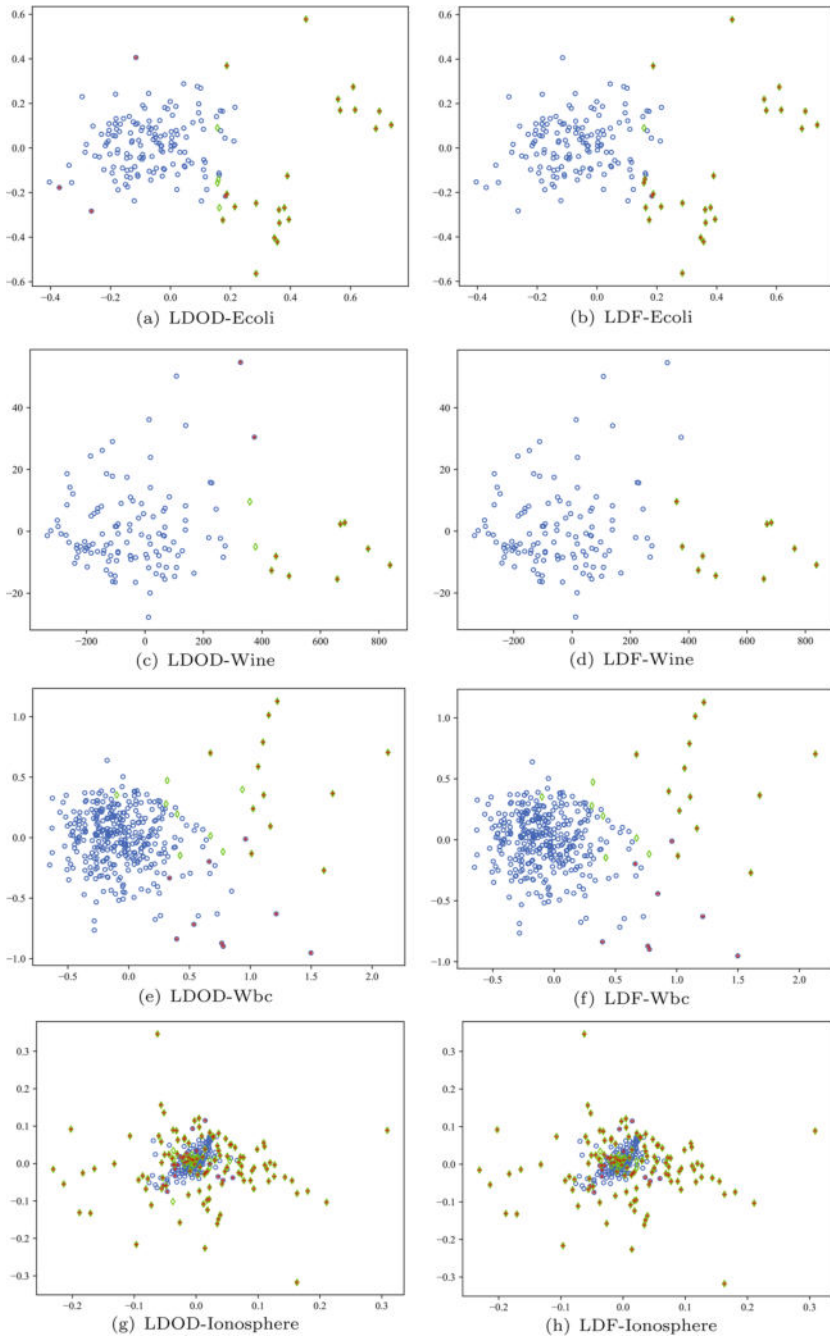 0.6
0.4
0.2
0.0
−0.2
−0.4
−0.6
−0.4 −0.2 0.0 0.2 0.4 0.6
(a) LDOD-Ecoli
0.6
0.4
0.2
0.0
−0.2
−0.4
−0.6
−0.4 −0.2 0.0 0.2 0.4 0.6
(b) LDF-Ecoli
40
20
0
−20
−200 0 200 400 600 800
(c) LDOD-Wine
40
20
0
−20
−200 0 200 400 600 800
(d) LDF-Wine
1.0
0.5
0.0
−0.5
−1.0
−0.5 0.0 0.5 1.0 1.5 2.0
(e) LDOD-Wbc
1.0
0.5
0.0
−0.5
−1.0
−0.5 0.0 0.5 1.0 1.5 2.0
(f) LDF-Wbc
0.3
0.2
0.1
0.0
−0.1
−0.2
−0.3
−0.2 −0.1 0.0 0.1 0.2 0.3
(g) LDOD-Ionosphere
0.3
0.2
0.1
0.0
−0.1
−0.2
−0.3
−0.2 −0.1 0.0 0.1 0.2 0.3
(h) LDF-Ionosphere